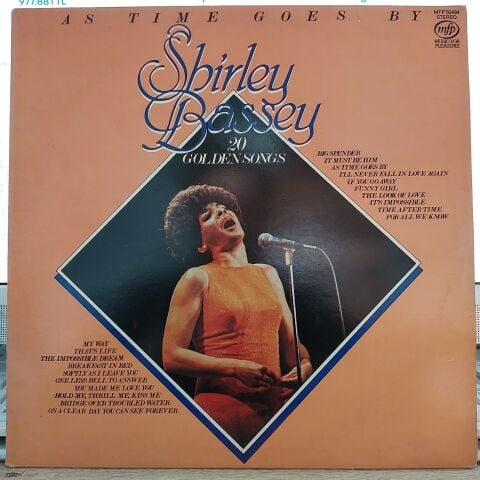 977.8811L
AS TIME GOES BY
MFP 50494
STEREO
mfp
MUSIC FOR
PLEASURE
Shirley
Bassey
20
GOLDEN SONGS
BIG SPENDER
IT MUST BE HIM
AS TIME GOES BY
I'LL NEVER FALL IN LOVE AGAIN
IF YOU GO AWAY
FUNNY GIRL
THE LOOK OF LOVE
IT'S IMPOSSIBLE
TIME AFTER TIME
FOR ALL WE KNOW
MY WAY
THAT'S LIFE
THE IMPOSSIBLE DREAM
BREAKFAST IN BED
SOFTLY AS I LEAVE YOU
ONE LESS BELL TO ANSWER
YOU MADE ME LOVE YOU
HOLD ME, THRILL ME, KISS ME
BRIDGE OVER TROUBLED WATER
ON A CLEAR DAY YOU CAN SEE FOREVER